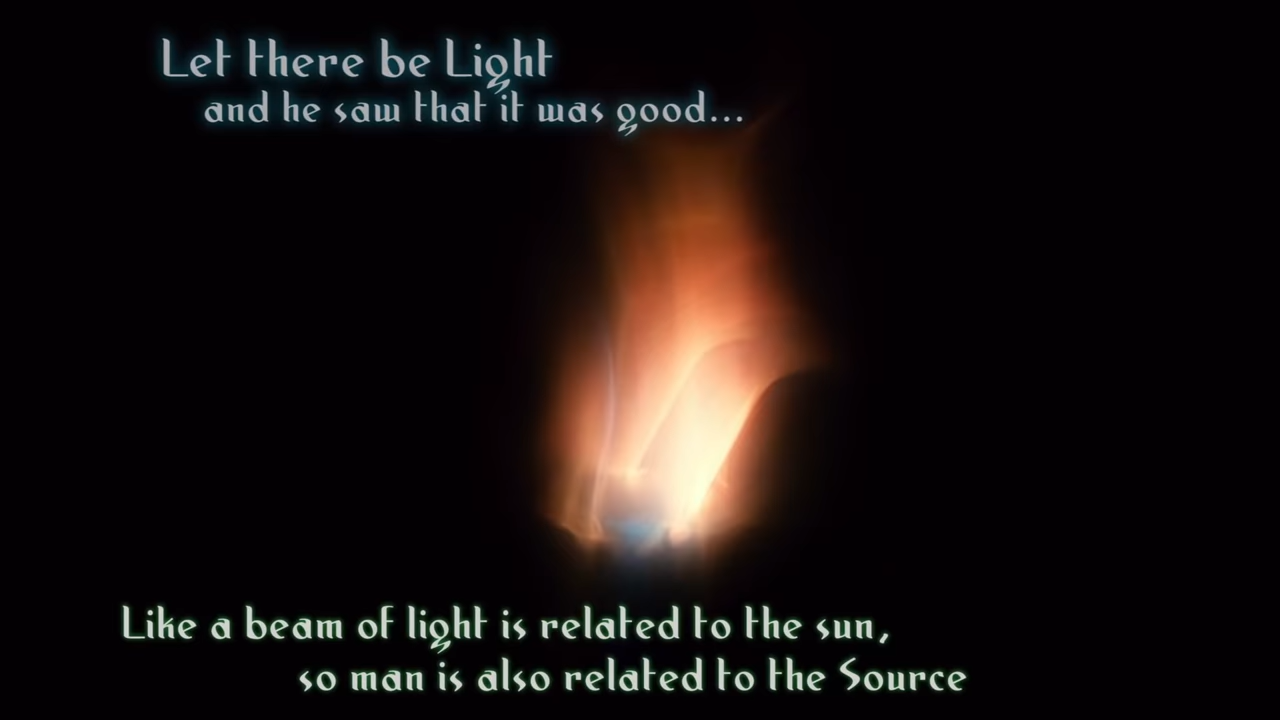 Let there be Light
and he saw that it was good...
Like a beam of light is related to the sun,
so man is also related to the Source